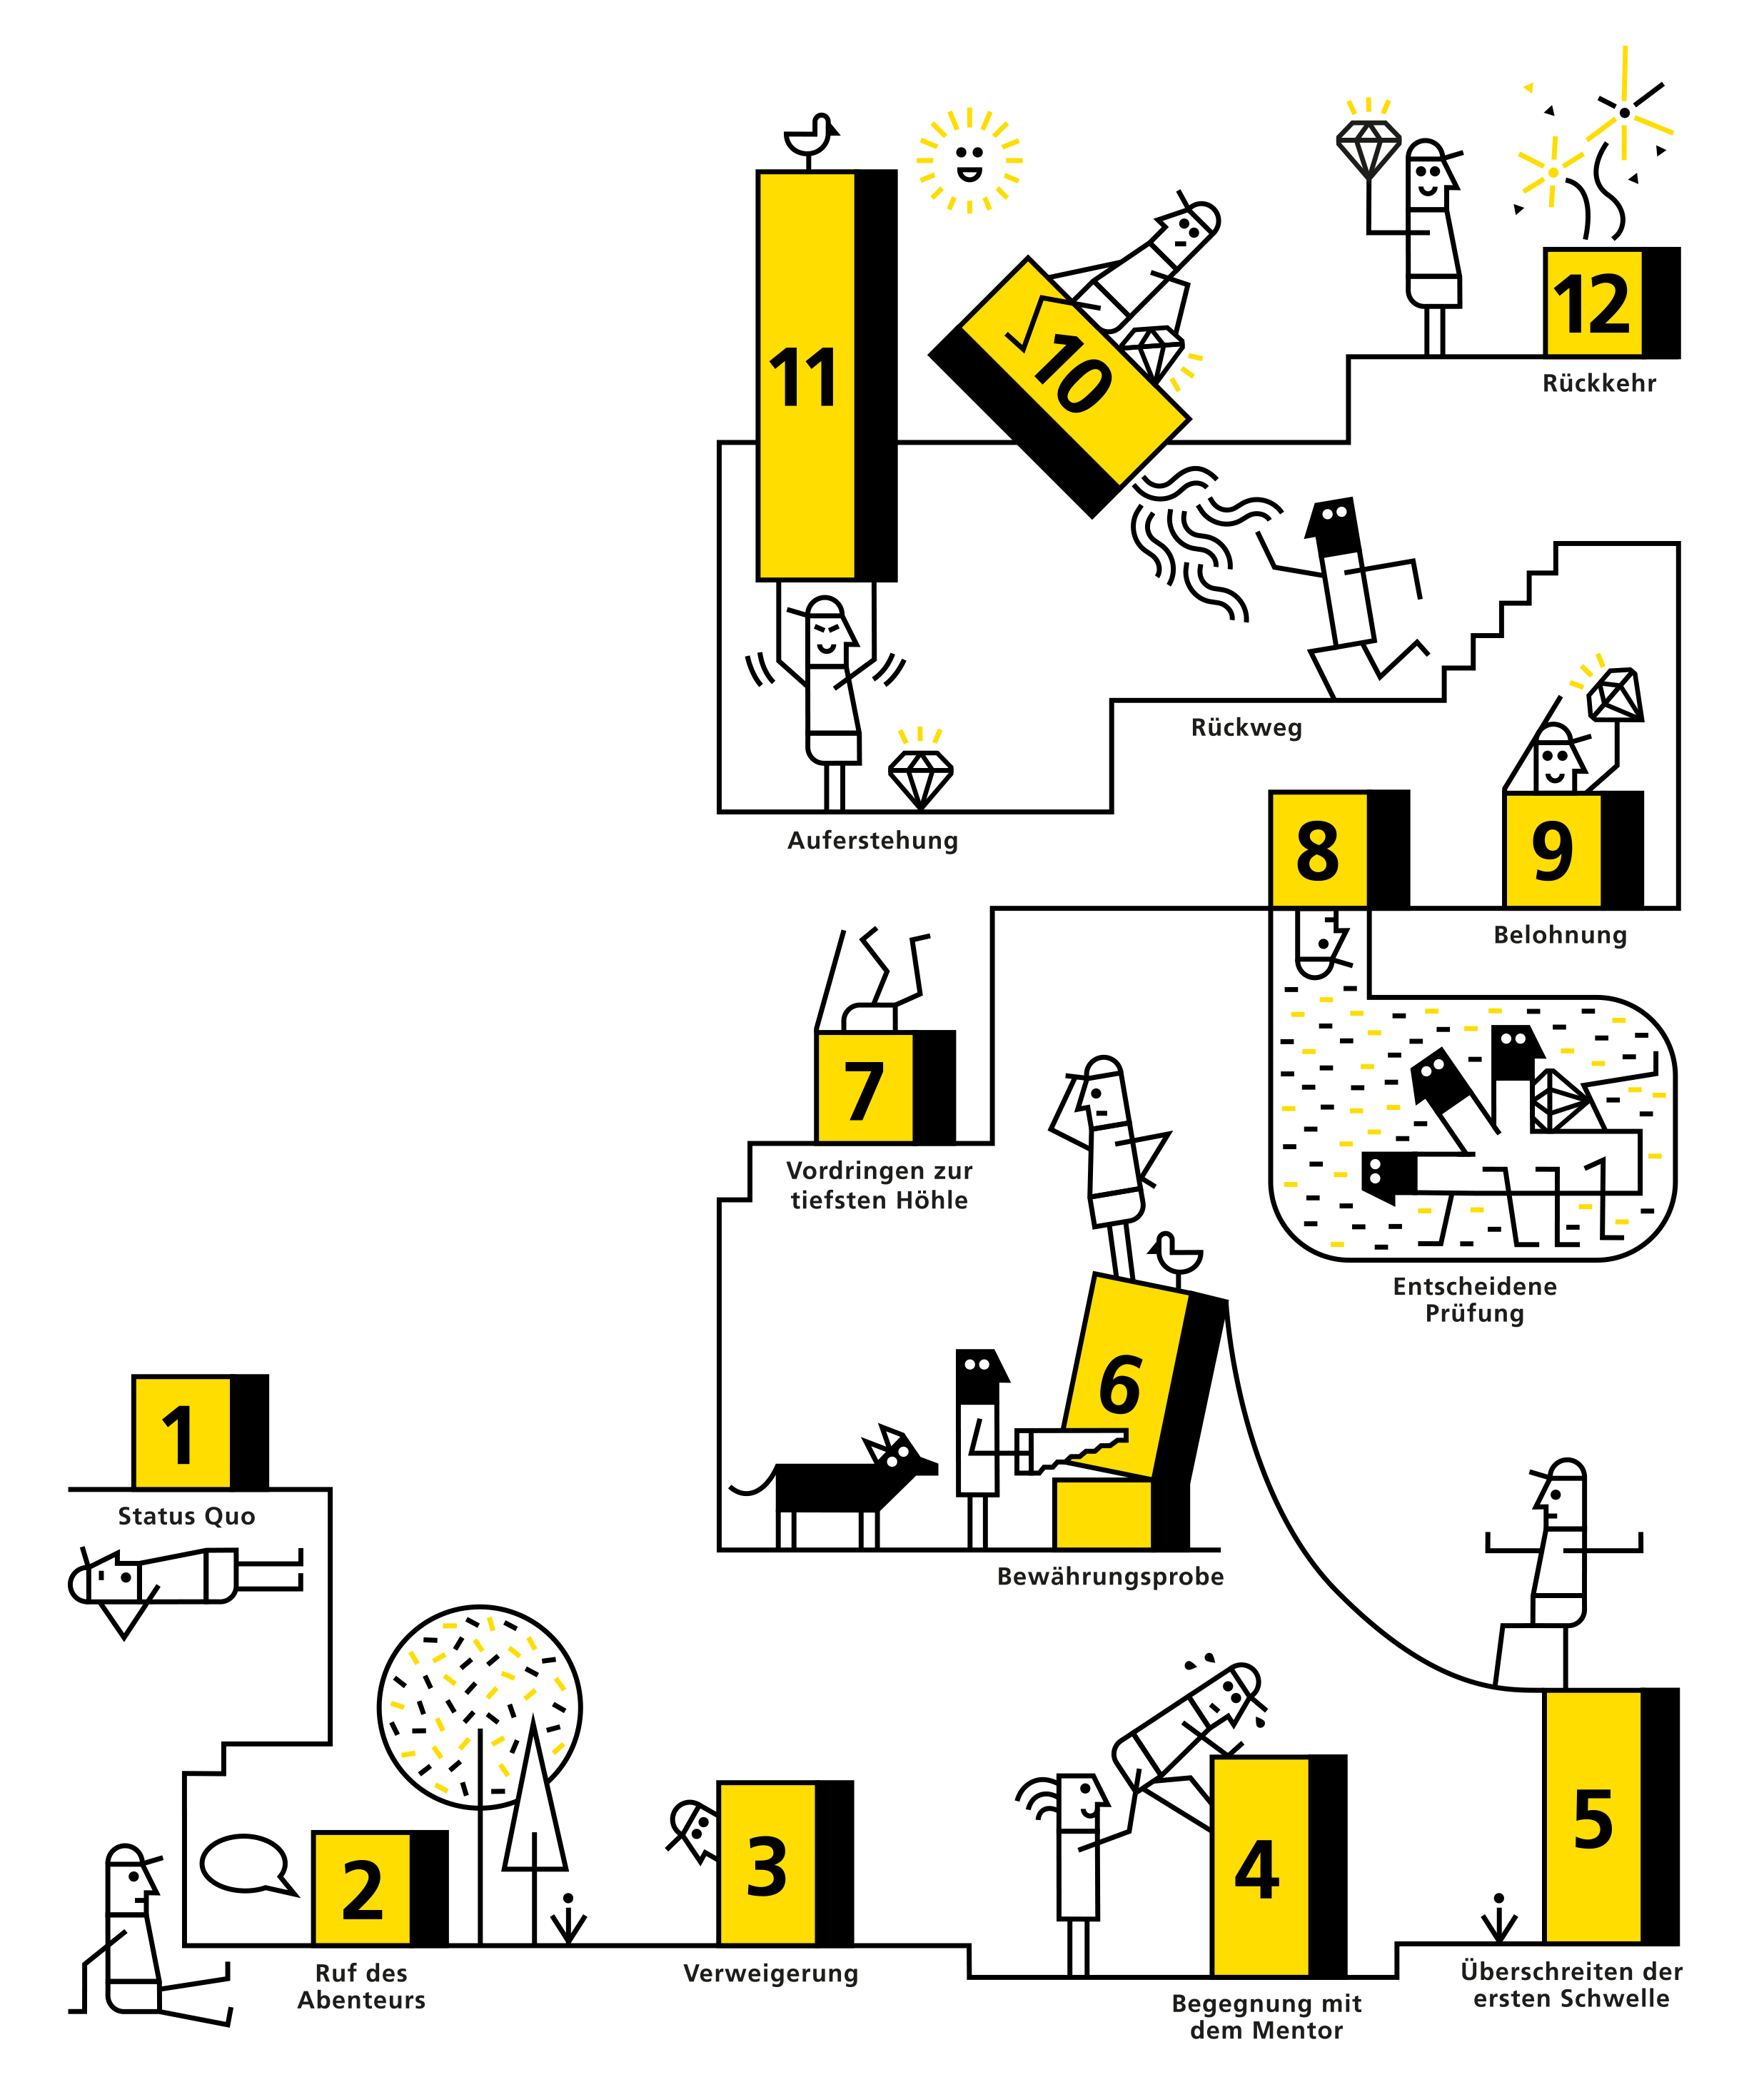 1
Status Quo
2
Ruf des
Abenteurs
3
Verweigerung
4
Begegnung mit
dem Mentor
5
Überschreiten der
ersten Schwelle
6
Bewährungsprobe
7
Vordringen zur
tiefsten Höhle
8
Entscheidene
Prüfung
9
Belohnung
10
Rückweg
11
Auferstehung
12
Rückkehr